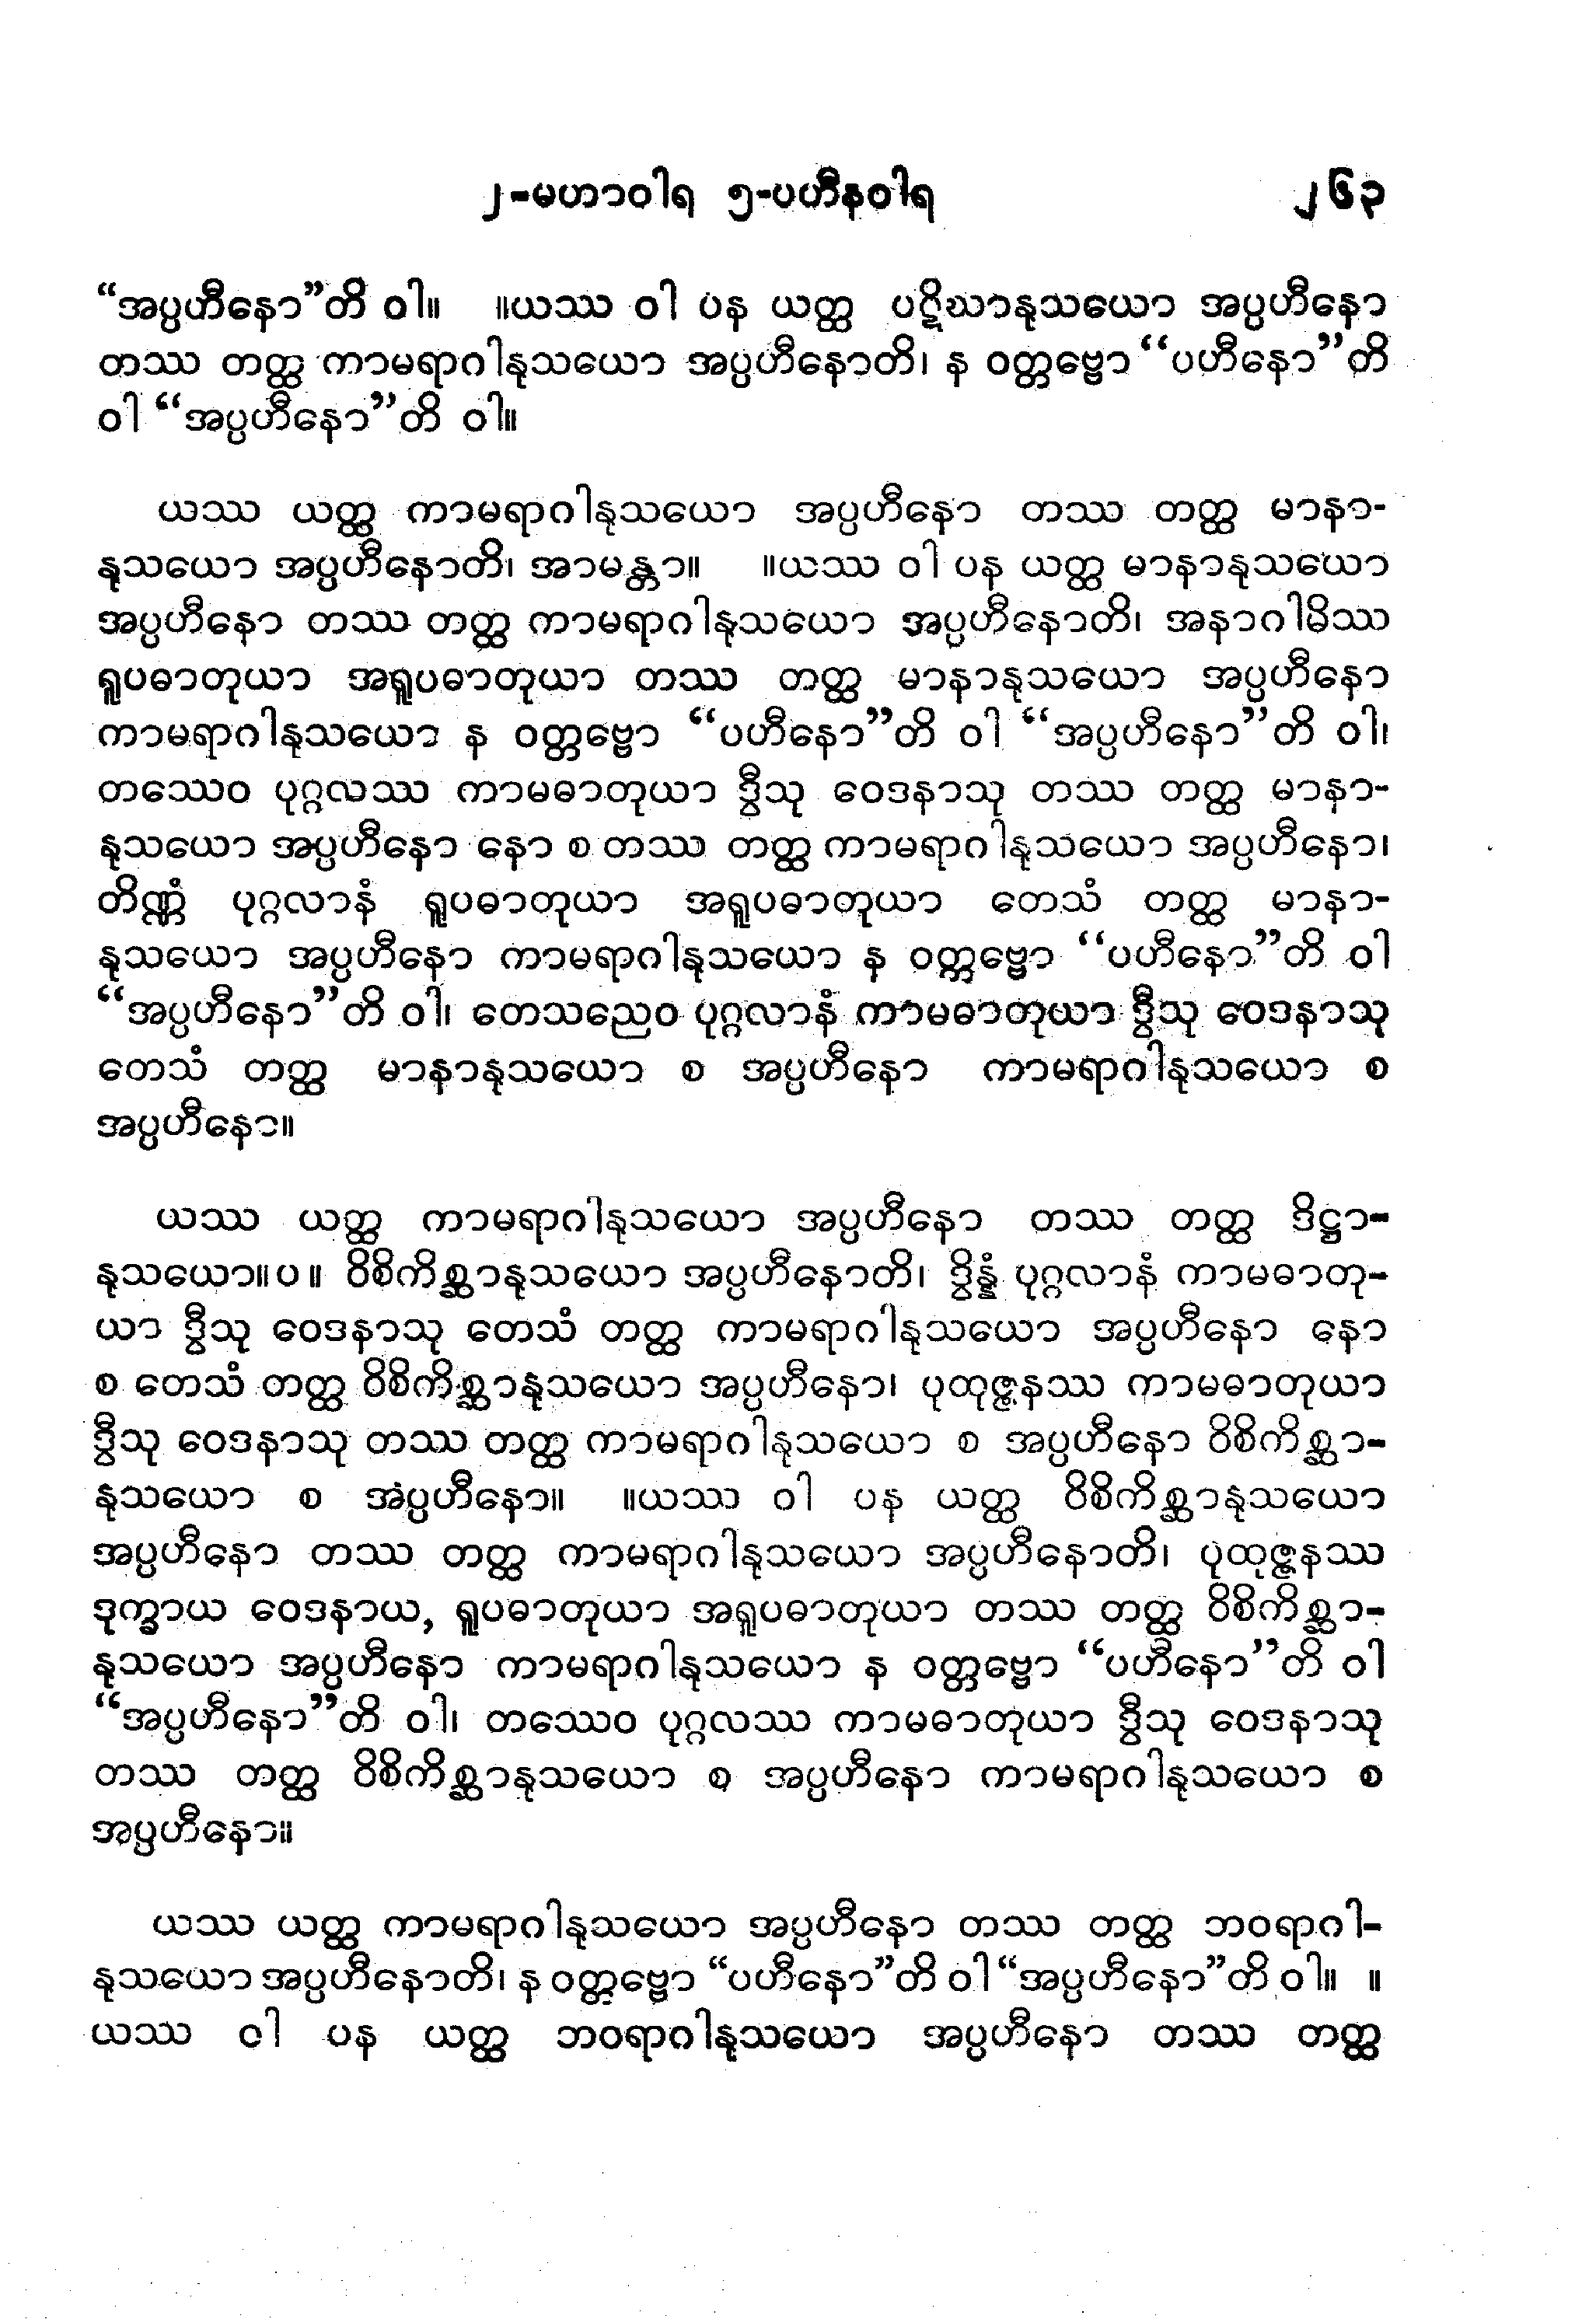 ၂-မဟာဝါရ ၅-ပဟီနဝါရ ၂၆၃
“အပ္ပဟီနော”တိ ဝါ။ ။ယဿ ဝါ ပန ယတ္ထ ပဋိဃာနုသယော အပ္ပဟီနော
တဿ တတ္ထ ကာမရာဂါနုသယော အပ္ပဟီနောတိ၊ န ဝတ္တဗ္ဗော “ပဟီနော”တိ
ဝါ “အပ္ပဟီနော”တိ ဝါ။
ယဿ ယတ္ထ ကာမရာဂါနုသယော အပ္ပဟီနော တဿ တတ္ထ မာနာ-
နုသယော အပ္ပဟီနောတိ၊ အာမန္တာ။ ။ယဿ ဝါ ပန ယတ္ထ မာနာနုသယော
အပ္ပဟီနော တဿ တတ္ထ ကာမရာဂါနုသယော အပ္ပဟီနောတိ၊ အနာဂါမိဿ
ရူပဓာတုယာ အရူပဓာတုယာ တဿ တတ္ထ မာနာနုသယော အပ္ပဟီနော
ကာမရာဂါနုသယော န ဝတ္တဗ္ဗော “ပဟီနော”တိ ဝါ “အပ္ပဟီနော”တိ ဝါ၊
တဿေဝ ပုဂ္ဂလဿ ကာမဓာတုယာ ဒွီသု ဝေဒနာသု တဿ တတ္ထ မာနာ-
နုသယော အပ္ပဟီနော နော စ တဿ တတ္ထ ကာမရာဂါနုသယော အပ္ပဟီနော၊
တိဏ္ဏံ ပုဂ္ဂလာနံ ရူပဓာတုယာ အရူပဓာတုယာ တေသံ တတ္ထ မာနာ-
နုသယော အပ္ပဟီနော ကာမရာဂါနုသယော န ဝတ္တဗ္ဗော “ပဟီနော”တိ ဝါ
“အပ္ပဟီနော”တိ ဝါ၊ တေသညေဝ ပုဂ္ဂလာနံ ကာမဓာတုယာ ဒွီသု ဝေဒနာသု
တေသံ တတ္ထ မာနာနုသယော စ အပ္ပဟီနော ကာမရာဂါနုသယော စ
အပ္ပဟီနော။
ယဿ ယတ္ထ ကာမရာဂါနုသယော အပ္ပဟီနော တဿ တတ္ထ ဒိဋ္ဌာ-
နုသယော။ပ။ ဝိစိကိစ္ဆာနုသယော အပ္ပဟီနောတိ၊ ဒွိန္နံ ပုဂ္ဂလာနံ ကာမဓာတု-
ယာ ဒွီသု ဝေဒနာသု တေသံ တတ္ထ ကာမရာဂါနုသယော အပ္ပဟီနော နော
စ တေသံ တတ္ထ ဝိစိကိစ္ဆာနုသယော အပ္ပဟီနော၊ ပုထုဇ္ဇနဿ ကာမဓာတုယာ
ဒွီသု ဝေဒနာသု တဿ တတ္ထ ကာမရာဂါနုသယော စ အပ္ပဟီနော ဝိစိကိစ္ဆာ-
နုသယော စ အပ္ပဟီနော။ ။ယဿ ဝါ ပန ယတ္ထ ဝိစိကိစ္ဆာနုသယော
အပ္ပဟီနော တဿ တတ္ထ ကာမရာဂါနုသယော အပ္ပဟီနောတိ၊ ပုထုဇ္ဇနဿ
ဒုက္ခာယ ဝေဒနာယ, ရူပဓာတုယာ အရူပဓာတုယာ တဿ တတ္ထ ဝိစိကိစ္ဆာ-
နုသယော အပ္ပဟီနော ကာမရာဂါနုသယော န ဝတ္တဗ္ဗော “ပဟီနော”တိ ဝါ
“အပ္ပဟီနော”တိ ဝါ၊ တဿေဝ ပုဂ္ဂလဿ ကာမဓာတုယာ ဒွီသု ဝေဒနာသု
တဿ တတ္ထ ဝိစိကိစ္ဆာနုသယော စ အပ္ပဟီနော ကာမရာဂါနုသယော စ
အပ္ပဟီနော။
ယဿ ယတ္ထ ကာမရာဂါနုသယော အပ္ပဟီနော တဿ တတ္ထ ဘဝရာဂါ-
နုသယော အပ္ပဟီနောတိ၊ န ဝတ္တဗ္ဗော “ပဟီနော”တိ ဝါ “အပ္ပဟီနော”တိ ဝါ။ ။
ယဿ ဝါ ပန ယတ္ထ ဘဝရာဂါနုသယော အပ္ပဟီနော တဿ တတ္ထ